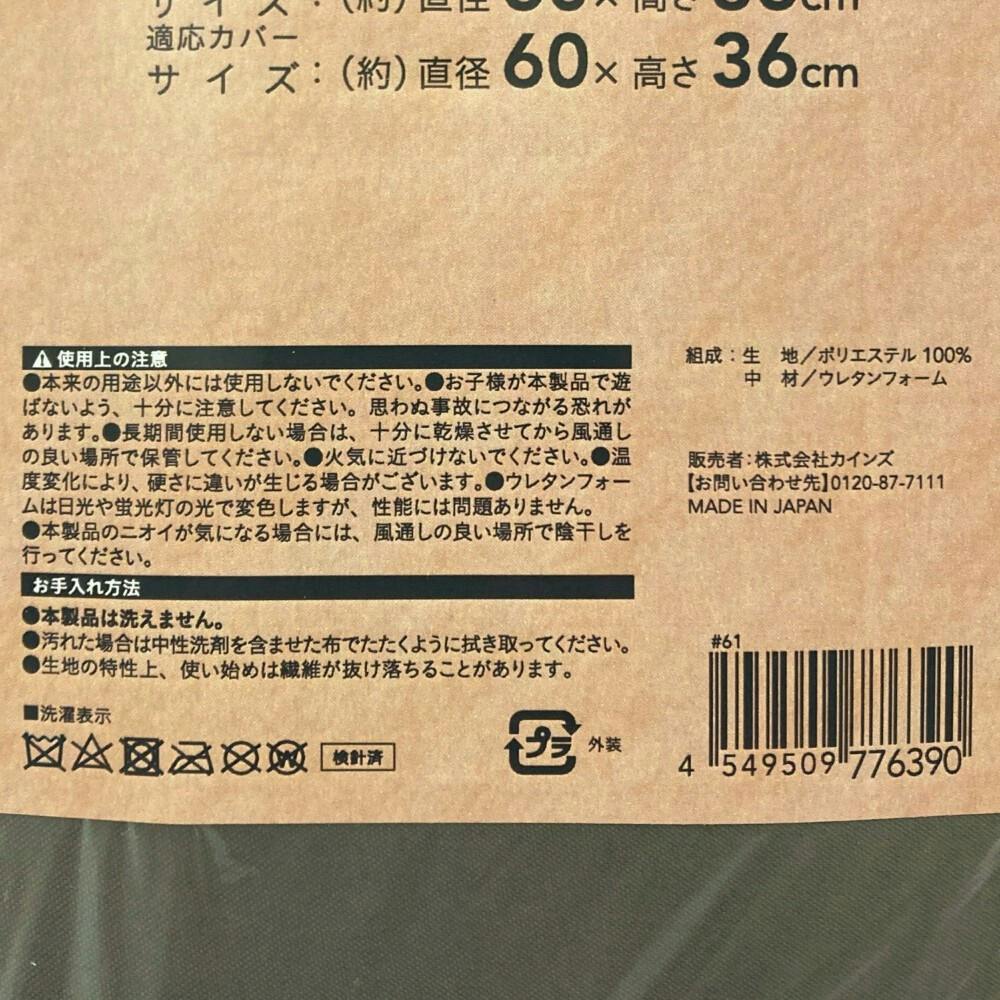 適応カバー
サ イ ズ：（約）直径 60× 高さ 36cm
使用上の注意
●本来の用途以外には使用しないでください。●お子様が本製品で遊
ばないよう、十分に注意してください。思わぬ事故につながる恐れが
あります。●長期間使用しない場合は、十分に乾燥させてから風通し
の良い場所で保管してください。●火気に近づけないでください。●温
度変化により、硬さに違いが生じる場合がございます。●ウレタンフォー
ムは日光や蛍光灯の光で変色しますが、性能には問題ありません。
●本製品のニオイが気になる場合には、風通しの良い場所で陰干しを
行ってください。
お手入れ方法
●本製品は洗えません。
●汚れた場合は中性洗剤を含ませた布でたたくように拭き取ってください。
●生地の特性上、使い始めは繊維が抜け落ちることがあります。
■洗濯表示
W
検針済
プラ
外装
組成：生 地／ポリエステル 100%
中 材／ウレタンフォーム
販売者：株式会社カインズ
【お問い合わせ先】0120-87-7111
MADE IN JAPAN
#61
4 549509 776390